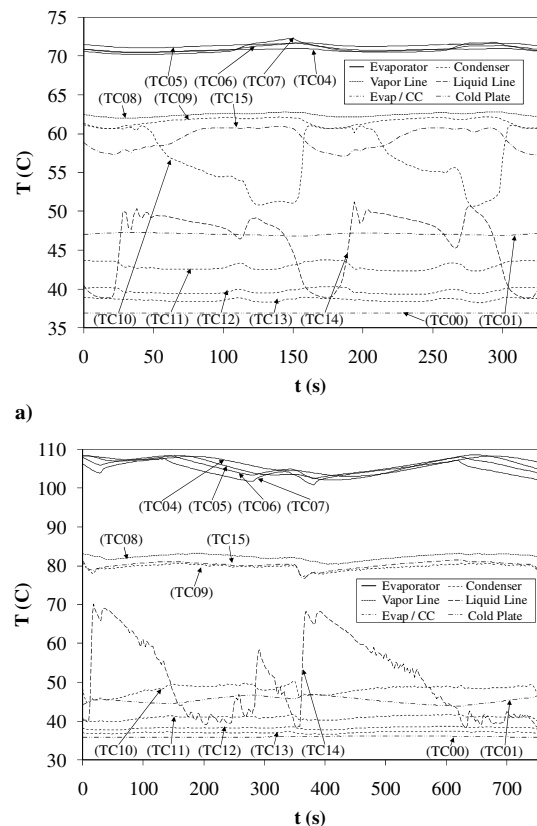 75
70
(TC05) (TC06) (TC07) (TC04)
Evaporator Condenser
Vapor Line Liquid Line
Evap / CC Cold Plate
65
(TC08) (TC09) (TC15)
60
T (C)
55
50
45
40
(TC10) (TC11) (TC12) (TC13) (TC14) (TC00) (TC01)
35
0 50 100 150 200 250 300
t (s)
a)
110
100
(TC04)
(TC05)
(TC06)
(TC07)
90
(TC08) (TC15)
80
(TC09)
T (C)
Evaporator Condenser
Vapor Line Liquid Line
Evap / CC Cold Plate
70
60
50
40
(TC10) (TC11) (TC12) (TC13) (TC14) (TC00) (TC01)
30
0 100 200 300 400 500 600 700
t (s)